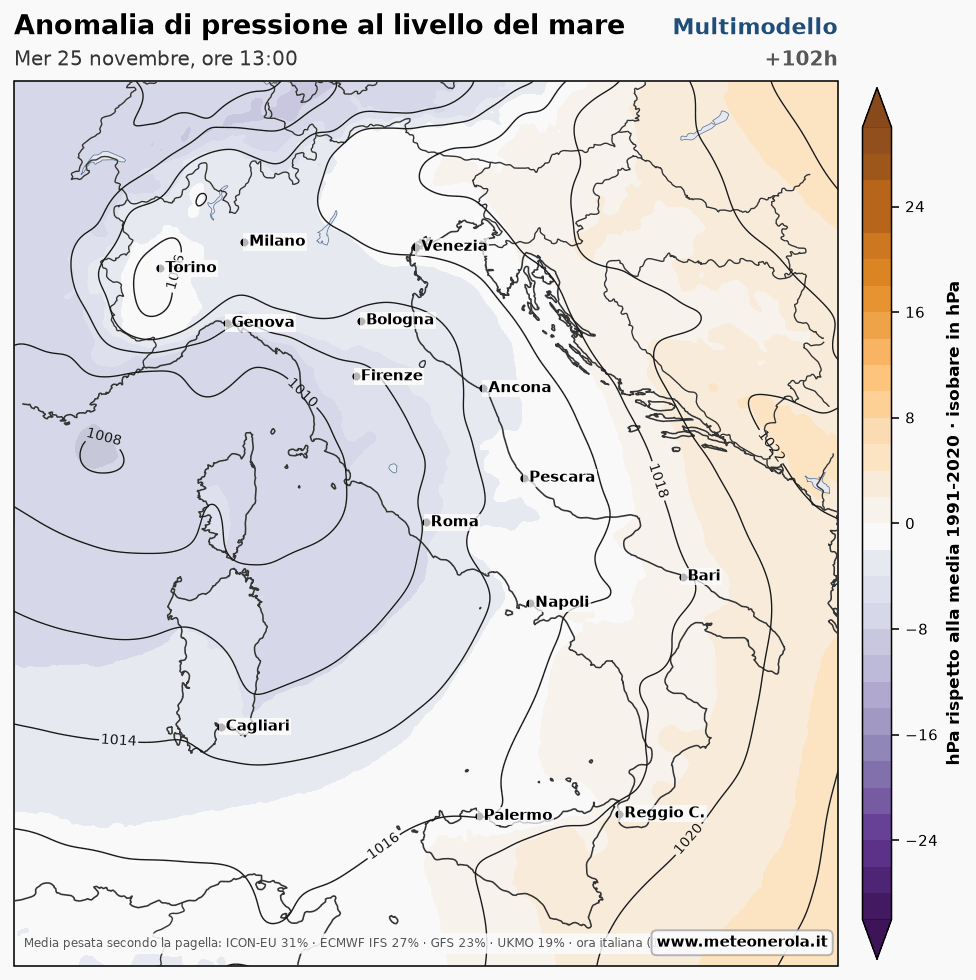 Anomalia di pressione al livello del mare
Multimodello
Mer 25 novembre, ore 13:00
+102h
Milano
Venezia
Torino
Genova
Bologna
Firenze
Ancona
1010
1008
Pescara
1018
1022
Roma
Bari
Napoli
Cagliari
1014
Palermo
Reggio C.
1016
1020
24
16
8
0
−8
−16
−24
hPa rispetto alla media 1991-2020 · isobare in hPa
Media pesata secondo la pagella: ICON-EU 31% · ECMWF IFS 27% · GFS 23% · UKMO 19% · ora italiana (
www.meteonerola.it